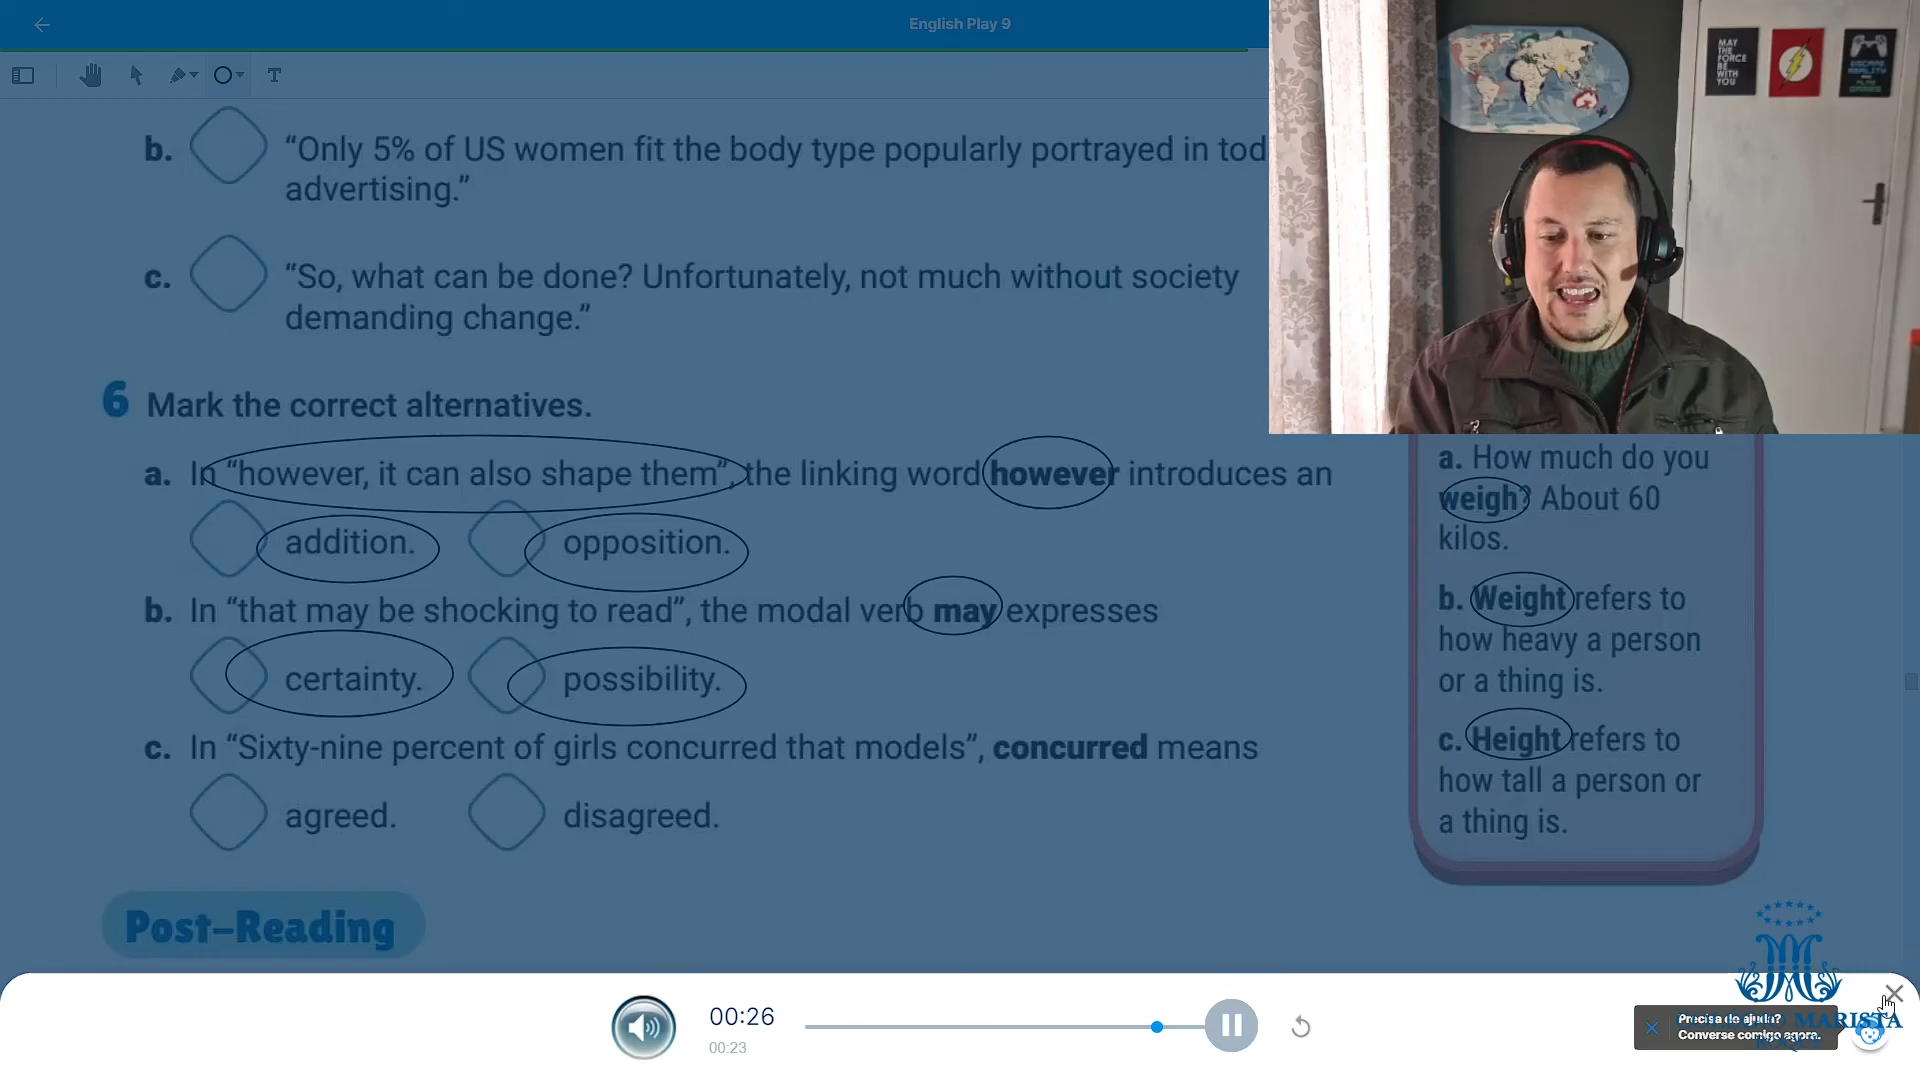 English Play 9
T
b. “Only 5% of US women fit the body type popularly portrayed in tod
advertising.”
c. “So, what can be done? Unfortunately, not much without society
demanding change.”
6 Mark the correct alternatives.
a. In “however, it can also shape them”, the linking word however introduces an
addition. opposition.
b. In “that may be shocking to read”, the modal verb may expresses
certainty. possibility.
c. In “Sixty-nine percent of girls concurred that models”, concurred means
agreed. disagreed.
Post-Reading
MAY
THE
FORCE
BE
WITH
YOU
ESCAPE
REALITY
PLAY
GAMES
a. How much do you
weigh? About 60
kilos.
b. Weight refers to
how heavy a person
or a thing is.
c. Height refers to
how tall a person or
a thing is.
00:26
00:23
Precisa de ajuda?
Converse comigo agora.
MARISTA